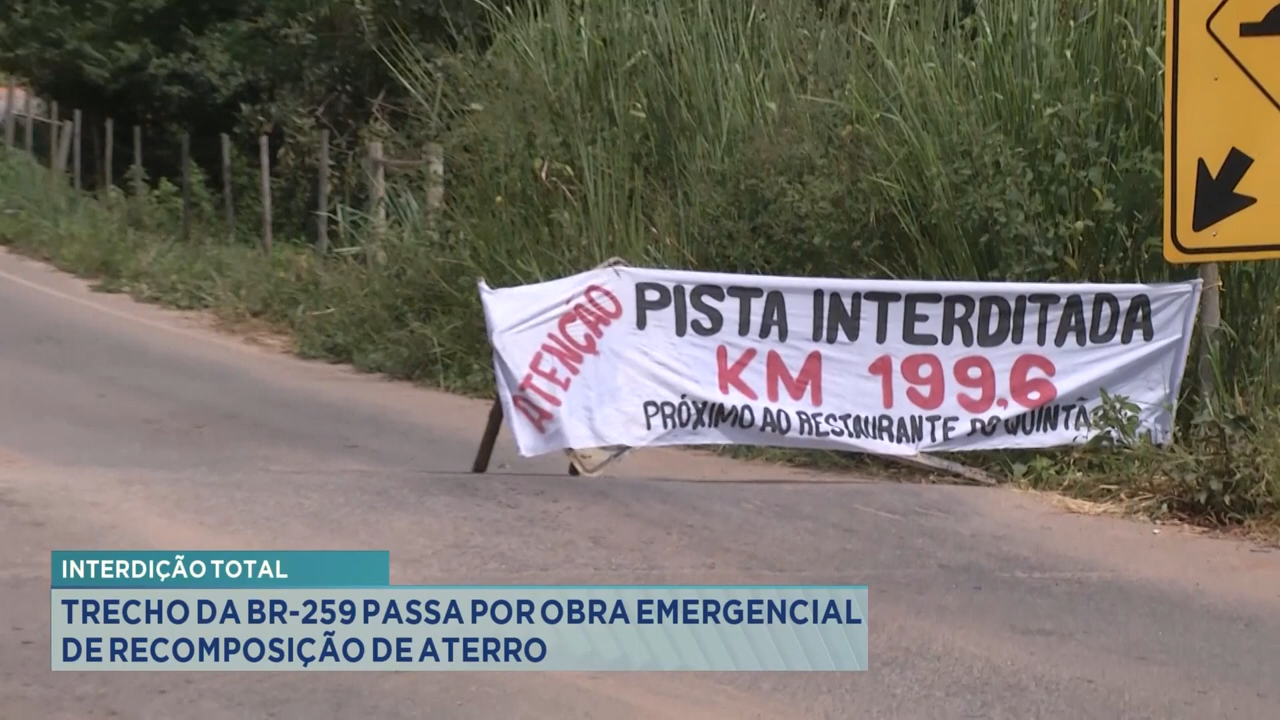 ATENÇÃO
PISTA INTERDITADA
KM 199,6
PRÓXIMO AO RESTAURANTE DO QUINTÃ
INTERDIÇÃO TOTAL
TRECHO DA BR-259 PASSA POR OBRA EMERGENCIAL
DE RECOMPOSIÇÃO DE ATERRO